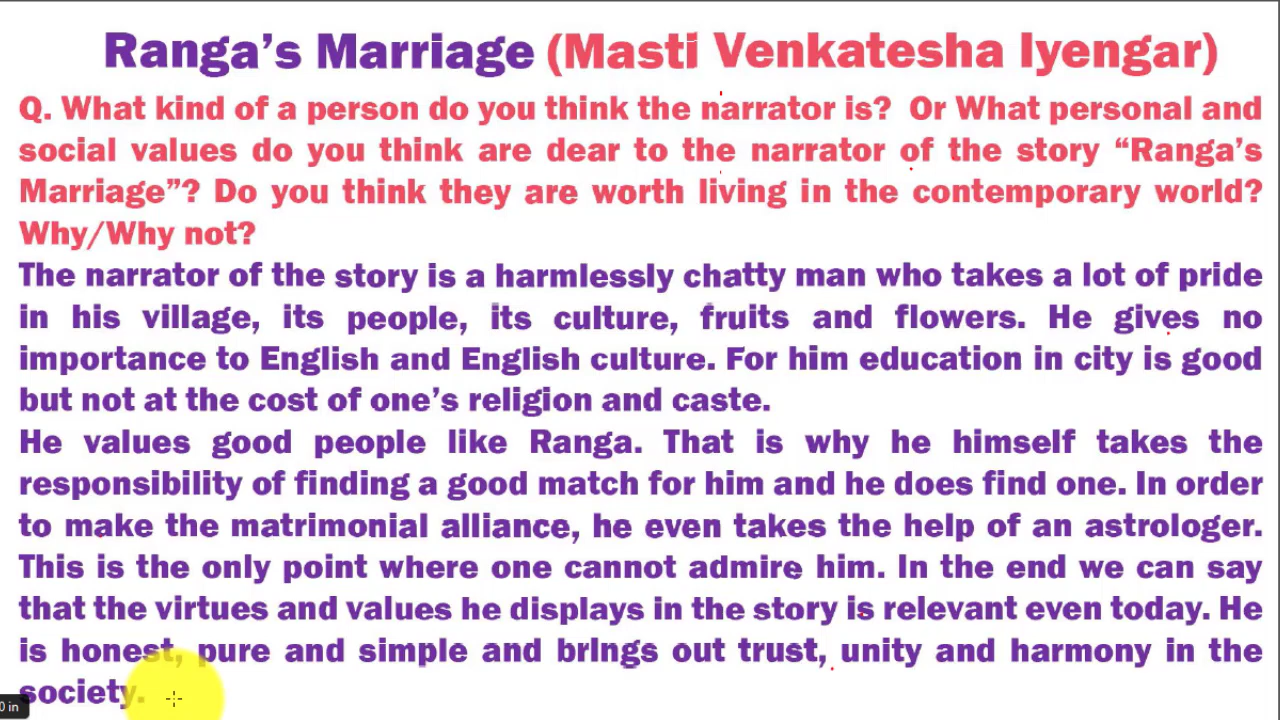 Ranga's Marriage (Masti Venkatesha Iyengar)
Q. What kind of a person do you think the narrator is? Or What personal and
social values do you think are dear to the narrator of the story “Ranga's
Marriage”? Do you think they are worth living in the contemporary world?
Why/Why not?
The narrator of the story is a harmlessly chatty man who takes a lot of pride
in his village, its people, its culture, fruits and flowers. He gives no
importance to English and English culture. For him education in city is good
but not at the cost of one's religion and caste.
He values good people like Ranga. That is why he himself takes the
responsibility of finding a good match for him and he does find one. In order
to make the matrimonial alliance, he even takes the help of an astrologer.
This is the only point where one cannot admire him. In the end we can say
that the virtues and values he displays in the story is relevant even today. He
is honest, pure and simple and brings out trust, unity and harmony in the
society.
0 in